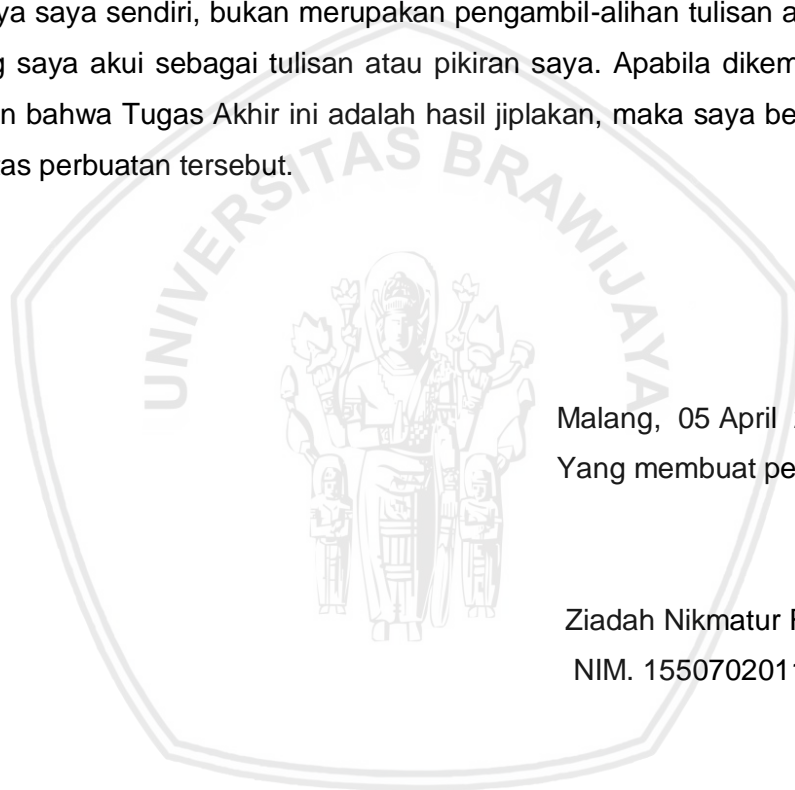 ya saya sendiri, bukan merupakan pengambil-alihan tulisan a
g saya akui sebagai tulisan atau pikiran saya. Apabila dikem
n bahwa Tugas Akhir ini adalah hasil jiplakan, maka saya be
as perbuatan tersebut.
UNIVERSITAS BRAWIJAYA
Malang, 05 April
Yang membuat pe
Ziadah Nikmatur
NIM. 155070201